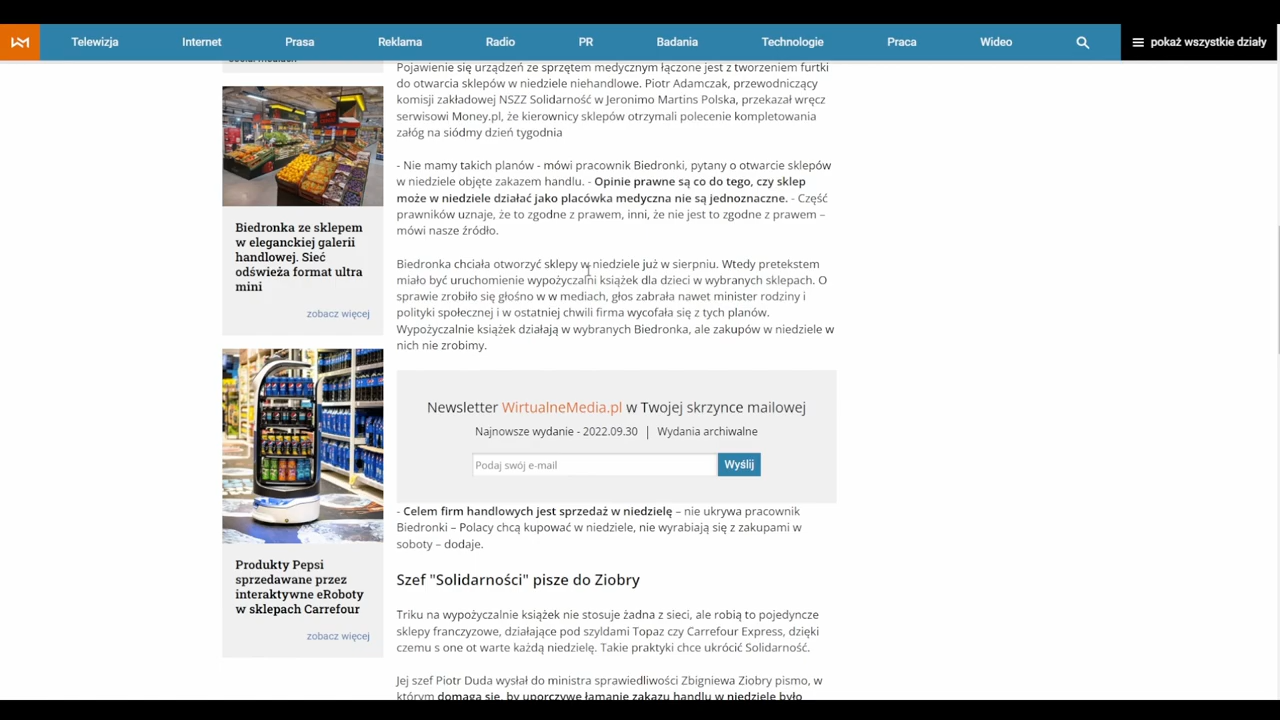 Telewizja
Internet
Prasa
Reklama
Radio
PR
Badania
Technologie
Praca
Wideo
pokaż wszystkie działy
Biedronka ze sklepem
w eleganckiej galerii
handlowej. Sieć
odświeża format ultra
mini
zobacz więcej
Produkty Pepsi
sprzedawane przez
interaktywne eRoboty
w sklepach Carrefour
zobacz więcej
Pojawienie się urządzeń ze sprzętem medycznym łączone jest z tworzeniem furtki
do otwarcia sklepów w niedziele niehandlowe. Piotr Adamczak, przewodniczący
komisji zakładowej NSZZ Solidarność w Jeronimo Martins Polska, przekazał wręcz
serwisowi Money.pl, że kierownicy sklepów otrzymali polecenie kompletowania
załóg na siódmy dzień tygodnia
- Nie mamy takich planów - mówi pracownik Biedronki, pytany o otwarcie sklepów
w niedziele objęte zakazem handlu. - Opinie prawne są co do tego, czy sklep
może w niedziele działać jako placówka medyczna nie są jednoznaczne. - Część
prawników uznaje, że to zgodne z prawem, inni, że nie jest to zgodne z prawem –
mówi nasze źródło.
Biedronka chciała otworzyć sklepy w niedziele już w sierpniu. Wtedy pretekstem
miało być uruchomienie wypożyczalni książek dla dzieci w wybranych sklepach. O
sprawie zrobiło się głośno w w mediach, głos zabrała nawet minister rodziny i
polityki społecznej i w ostatniej chwili firma wycofała się z tych planów.
Wypożyczalnie książek działają w wybranych Biedronka, ale zakupów w niedziele w
nich nie zrobimy.
Newsletter WirtualneMedia.pl w Twojej skrzynce mailowej
Najnowsze wydanie - 2022.09.30 | Wydania archiwalne
Podaj swój e-mail
Wyślij
- Celem firm handlowych jest sprzedaż w niedzielę – nie ukrywa pracownik
Biedronki – Polacy chcą kupować w niedziele, nie wyrabiają się z zakupami w
soboty – dodaje.
Szef "Solidarności" pisze do Ziobry
Triku na wypożyczalnie książek nie stosuje żadna z sieci, ale robią to pojedyncze
sklepy franczyzowe, działające pod szyldami Topaz czy Carrefour Express, dzięki
czemu s one ot warte każdą niedzielę. Takie praktyki chce ukrócić Solidarność.
Jej szef Piotr Duda wysłał do ministra sprawiedliwości Zbigniewa Ziobry pismo, w
którym domaga się, by uporczywe łamanie zakazu handlu w niedziele było